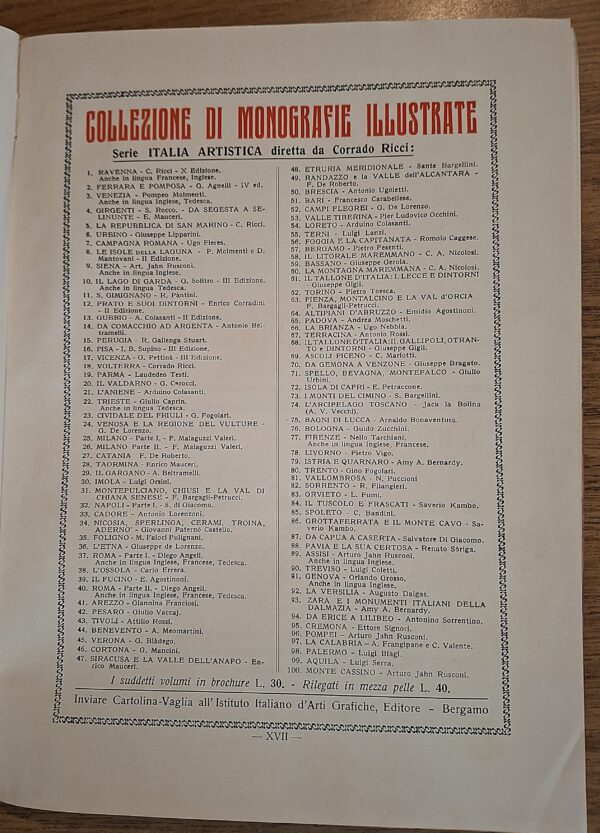 COLLEZIONE DI MONOGRAFIE ILLUSTRATE
Serie ITALIA ARTISTICA diretta da Corrado Ricci:
1. RAVENNA - C. Ricci - X Edizione.
Anche in lingua Francese, Inglese.
2. FERRARA E POMPOSA - G. Agnelli - IV ed.
3. VENEZIA - Pompeo Molmenti.
Anche in lingua Inglese, Tedesca.
4. GIRGENTI - S. Rocco. - DA SEGESTA A SE-
LINUNTE - E. Mauceri.
5. LA REPUBBLICA DI SAN MARINO - C. Ricci.
6. URBINO - Giuseppe Lipparini.
7. CAMPAGNA ROMANA - Ugo Fleres.
8. LE ISOLE DELLA LAGUNA - P. Molmenti e D.
Mantovani - II Edizione.
9. SIENA - Art. Jahn Rusconi.
Anche in lingua Inglese.
10. IL LAGO DI GARDA - G. Solitro - III Edizione.
Anche in lingua Tedesca.
11. S. GIMIGNANO - R. Pàntini.
12. PRATO E SUOI DINTORNI - Enrico Corradini
- II Edizione.
13. GUBBIO - A. Colasanti - II Edizione.
14. DA COMACCHIO AD ARGENTA - Antonio Bel-
tramelli.
15. PERUGIA - R. Gallenga Stuart.
16. PISA - I. B. Supino - III Edizione.
17. VICENZA - G. Pettinà - III Edizione.
18. VOLTERRA - Corrado Ricci.
19. PARMA - Laudedeo Testi.
20. IL VALDARNO - G. Carocci.
21. L'ANIENE - Arduino Colasanti.
22. TRIESTE - Giulio Caprin.
Anche in lingua Tedesca.
23. CIVIDALE DEL FRIULI - G. Fogolari.
24. VENOSA E LA REGIONE DEL VULTURE -
G. De Lorenzo.
25. MILANO - Parte I. - F. Malaguzzi Valeri.
26. MILANO Parte II. - F. Malaguzzi Valeri.
27. CATANIA F. De Roberto.
28. TAORMINA - Enrico Mauceri.
29. IL GARGANO - A. Beltramelli.
30. IMOLA - Luigi Orsini.
31. MONTEPULCIANO, CHIUSI E LA VAL DI
CHIANA SENESE - F. Bargagli-Petrucci.
32. NAPOLI - Parte I. - S. di Giacomo.
33. CADORE - Antonio Lorenzoni.
34. NICOSIA, SPERLINGA, CERAMI, TROINA,
ADERNO' - Giovanni Paternò Castello.
35. FOLIGNO - M. Faloci Pulignani.
36. L'ETNA - Giuseppe de Lorenzo.
37. ROMA - Parte I. - Diego Angeli.
Anche in lingua Inglese, Francese, Tedesca.
38. L'OSSOLA - Carlo Errera.
39. IL FUCINO - E. Agostinoni.
40. ROMA - Parte II. - Diego Angeli.
Anche in lingua Inglese, Francese, Tedesca.
41. AREZZO - Giannina Franciosi.
42. PESARO - Giulio Vaccaj.
43. TIVOLI - Attilio Rossi.
44. BENEVENTO - A. Meomartini.
45. VERONA - G. Biàdego.
46. CORTONA - G. Mancini.
47. SIRACUSA E LA VALLE DELL'ANAPO - En-
rico Mauceri.
48. ETRURIA MERIDIONALE - Sante Bargellini.
49. RANDAZZO e la VALLE dell'ALCANTARA -
F. De Roberto.
50. BRESCIA - Antonio Ugoletti.
51. BARI - Francesco Carabellese.
52. CAMPI FLEGREI - G. De Lorenzo.
53. VALLE TIBERINA - Pier Ludovico Occhini.
54. LORETO - Arduino Colasanti.
55. TERNI - Luigi Lanzi.
56. FOGGIA E LA CAPITANATA - Romolo Caggese.
57. BERGAMO - Pietro Pesenti.
58. IL LITORALE MAREMMANO - C. A. Nicolosi.
59. BASSANO - Giuseppe Gerola.
60. LA MONTAGNA MAREMMANA - C. A. Nicolosi.
61. IL TALLONE D'ITALIA: I. LECCE E DINTORNI
Giuseppe Gigli.
62. TORINO - Pietro Toesca.
63. PIENZA, MONTALCINO E LA VAL d'ORCIA
F. Bargagli-Petrucci.
64. ALTIPIANI D'ABRUZZO - Emidio Agostinoni.
65. PADOVA - Andrea Moschetti.
66. LA BRIANZA - Ugo Nebbia.
67. TERRACINA - Antonio Rossi.
68. IL TALLONE D'ITALIA: II. GALLIPOLI, OTRAN-
TO e DINTORNI - Giuseppe Gigli.
69. ASCOLI PICENO - C. Mariotti.
70. DA GEMONA A VENZONE - Giuseppe Bragato.
71. SPELLO, BEVAGNA, MONTEFALCO - Giulio
Urbini.
72. ISOLA DI CAPRI - E. Petraccone.
73. I MONTI DEL CIMINO - S. Bargellini.
74. L'ARCIPELAGO TOSCANO - Jack la Bolina
(A. V. Vecchi).
75. BAGNI DI LUCCA - Arnaldo Bonaventura.
76. BOLOGNA - Guido Zucchini.
77. FIRENZE - Nello Tarchiani.
Anche in lingua Inglese, Francese.
78. LIVORNO - Pietro Vigo.
79. ISTRIA E QUARNARO - Amy A. Bernardy.
80. TRENTO - Gino Fogolari.
81. VALLOMBROSA - N. Puccioni
82. SORRENTO - R. Filangieri.
83. ORVIETO - L. Fumi.
84. IL TUSCOLO E FRASCATI - Saverio Kambo.
85. SPOLETO - C. Bandini.
86. GROTTAFERRATA E IL MONTE CAVO - Sa-
verio Kambo.
87. DA CAPUA A CASERTA - Salvatore Di Giacomo.
88. PAVIA E LA SUA CERTOSA - Renato Sòriga.
89. ASSISI - Arturo Jahn Rusconi.
Anche in lingua Inglese.
90. TREVISO - Luigi Coletti.
91. GENOVA - Orlando Grosso.
Anche in lingua Inglese.
92. LA VERSILIA - Augusto Dalgas.
93. ZARA E I MONUMENTI ITALIANI DELLA
DALMAZIA - Amy A. Bernardy.
94. DA ERICE A LILIBEO - Antonino Sorrentino.
95. CREMONA - Ettore Signori.
96. POMPEI - Arturo Jahn Rusconi.
97. LA CALABRIA - A. Frangipane e C. Valente.
98. PALERMO - Luigi Biagi.
99. AQUILA - Luigi Serra.
100. MONTE CASSINO - Arturo Jahn Rusconi.
I suddetti volumi in brochure L. 30. - Rilegati in mezza pelle L. 40.
Inviare Cartolina-Vaglia all'Istituto Italiano d'Arti Grafiche, Editore - Bergamo
— XVII —